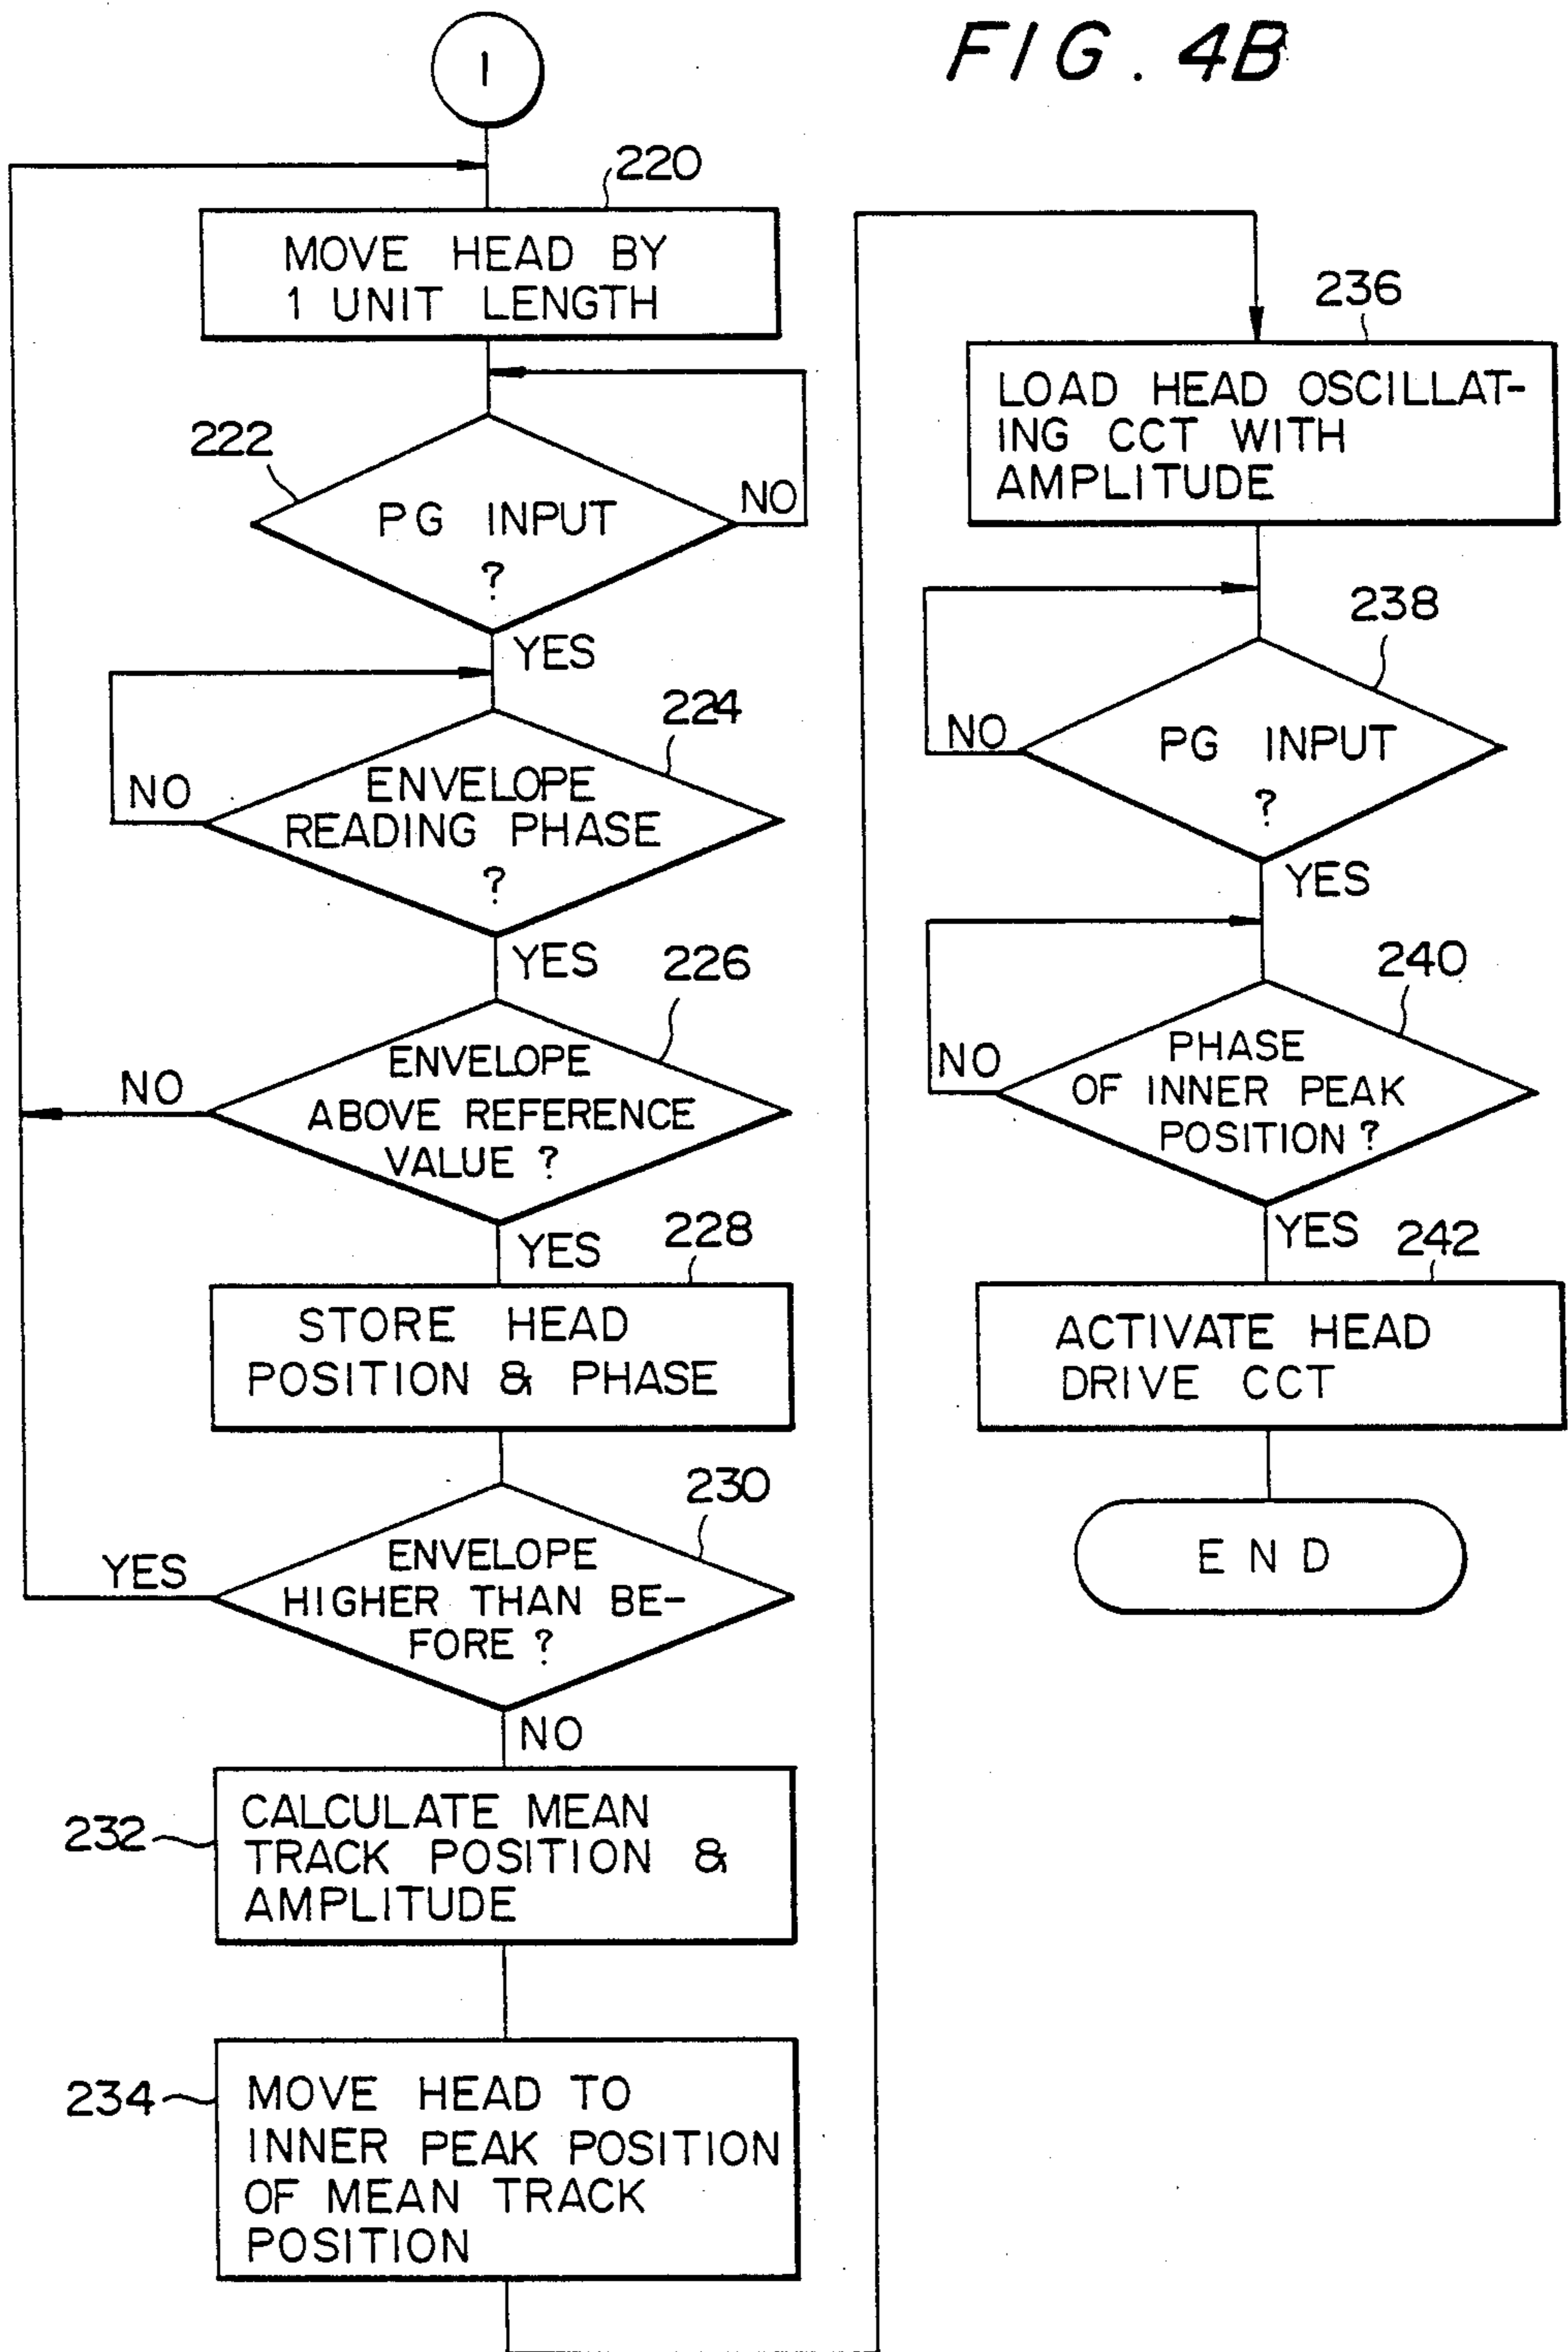 FIG. 4B
1
220
MOVE HEAD BY
1 UNIT LENGTH
222
PG INPUT
?
NO
YES
224
ENVELOPE
READING PHASE
?
NO
YES
226
ENVELOPE
ABOVE REFERENCE
VALUE ?
NO
YES
228
STORE HEAD
POSITION & PHASE
230
ENVELOPE
HIGHER THAN BE-
FORE ?
YES
NO
232
CALCULATE MEAN
TRACK POSITION &
AMPLITUDE
234
MOVE HEAD TO
INNER PEAK POSITION
OF MEAN TRACK
POSITION
236
LOAD HEAD OSCILLAT-
ING CCT WITH
AMPLITUDE
238
PG INPUT
?
NO
YES
240
PHASE
OF INNER PEAK
POSITION ?
NO
YES
242
ACTIVATE HEAD
DRIVE CCT
END